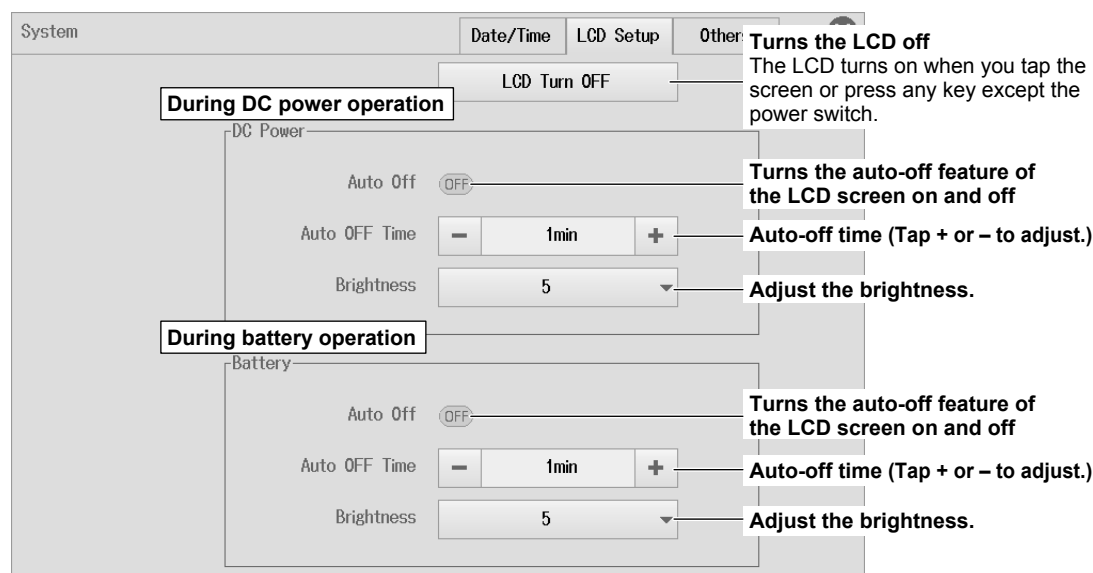 System
Date/Time
LCD Setup
Other
Turns the LCD off
The LCD turns on when you tap the
screen or press any key except the
power switch.
LCD Turn OFF
During DC power operation
DC Power
Auto Off
OFF
Turns the auto-off feature of
the LCD screen on and off
Auto OFF Time
−
1min
+
Auto-off time (Tap + or – to adjust.)
Brightness
5
Adjust the brightness.
During battery operation
Battery
Auto Off
OFF
Turns the auto-off feature of
the LCD screen on and off
Auto OFF Time
−
1min
+
Auto-off time (Tap + or – to adjust.)
Brightness
5
Adjust the brightness.